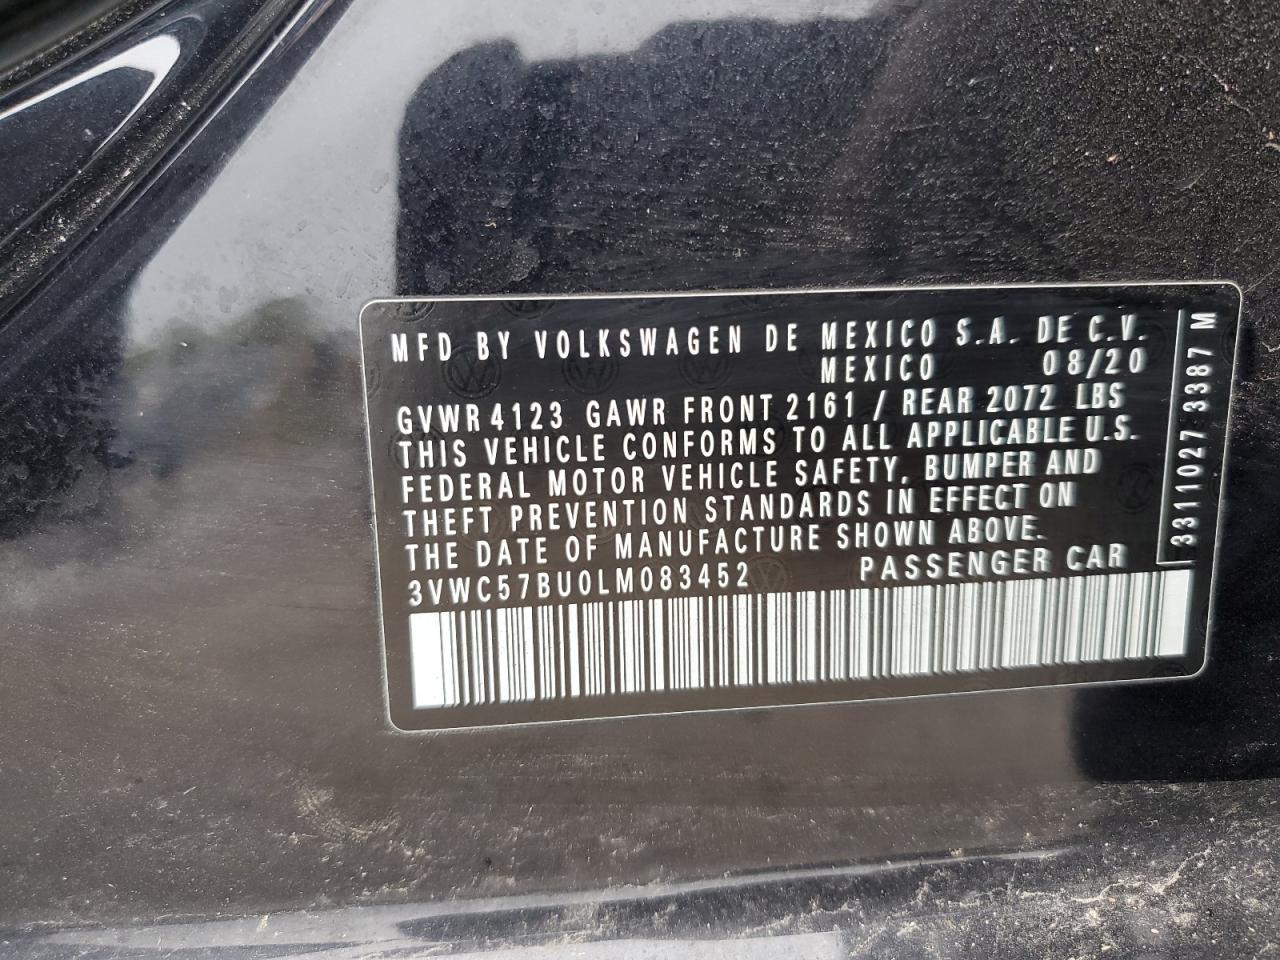 MFD BY VOLKSWAGEN DE MEXICO S.A. DE C.V.
MEXICO 08/20
GVWR 4123 GAWR FRONT 2161 / REAR 2072 LBS
THIS VEHICLE CONFORMS TO ALL APPLICABLE U.S.
FEDERAL MOTOR VEHICLE SAFETY, BUMPER AND
THEFT PREVENTION STANDARDS IN EFFECT ON
THE DATE OF MANUFACTURE SHOWN ABOVE.
3VWC57BU0LM083452 PASSENGER CAR
3311027 3387 M